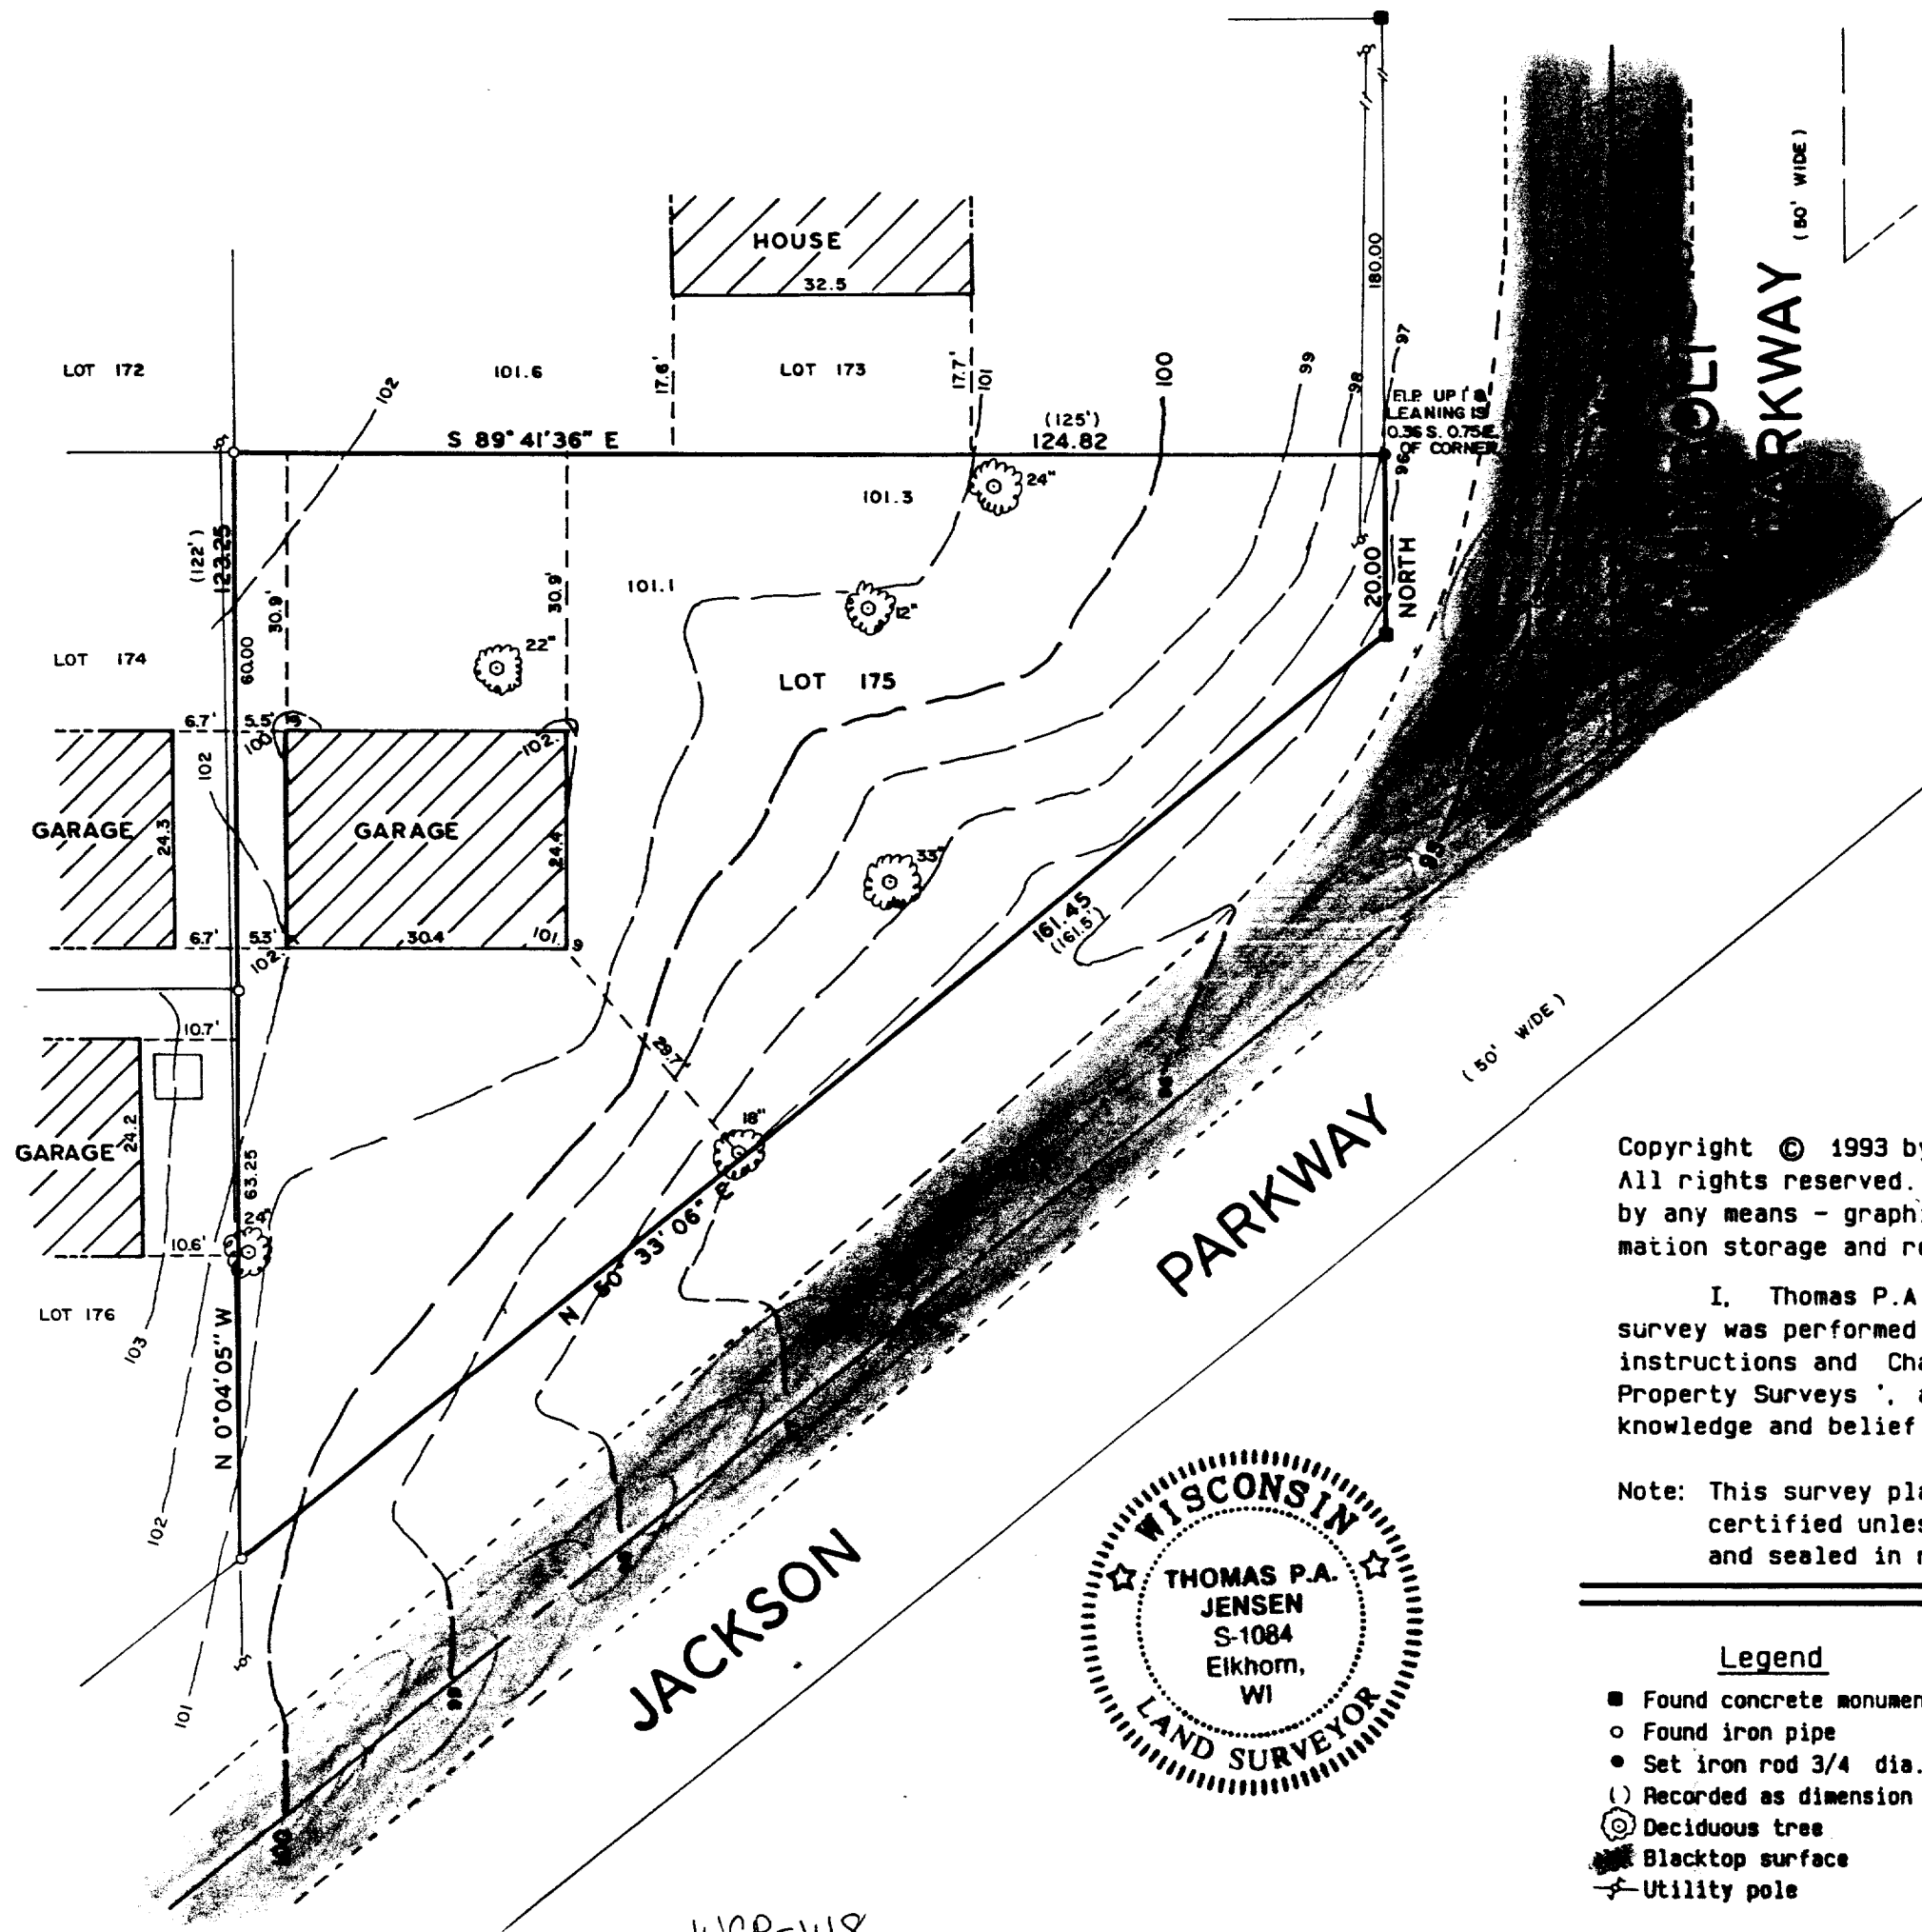 HOUSE
32.5
(60' WIDE)
PARKWAY
180.00
LOT 172
101.6
102
17.6'
LOT 173
17.7'
101
100
99
98
97
F.I.P. UP 1' &
LEANING IS
0.36 S. 0.75 E.
OF CORNER
96
S 89° 41' 36" E
(125')
124.82
24"
101.3
(122')
123.25
30.9'
30.9'
101.1
12"
20.00
NORTH
LOT 174
60.00
22"
LOT 175
6.7'
5.5'
102.
102
GARAGE
24.3
GARAGE
24.4
33"
95
6.7'
5.3'
102.
30.4
101.9
161.45
(161.5')
10.7'
29.7'
96
(50' WIDE)
GARAGE
24.2
63.25
18"
24"
10.6'
N 50° 33' 06" E
PARKWAY
LOT 176
103
N 0° 04' 05" W
102
101
JACKSON
99
100
Copyright © 1993 by
All rights reserved.
by any means - graphi
mation storage and re
I, Thomas P.A
survey was performed
instructions and Cha
Property Surveys ', a
knowledge and belief
Note: This survey pla
certified unles
and sealed in r
WISCONSIN
THOMAS P.A.
JENSEN
S-1084
Elkhorn,
WI
LAND SURVEYOR
Legend
Found concrete monumen
Found iron pipe
Set iron rod 3/4 dia.
() Recorded as dimension
Deciduous tree
Blacktop surface
Utility pole